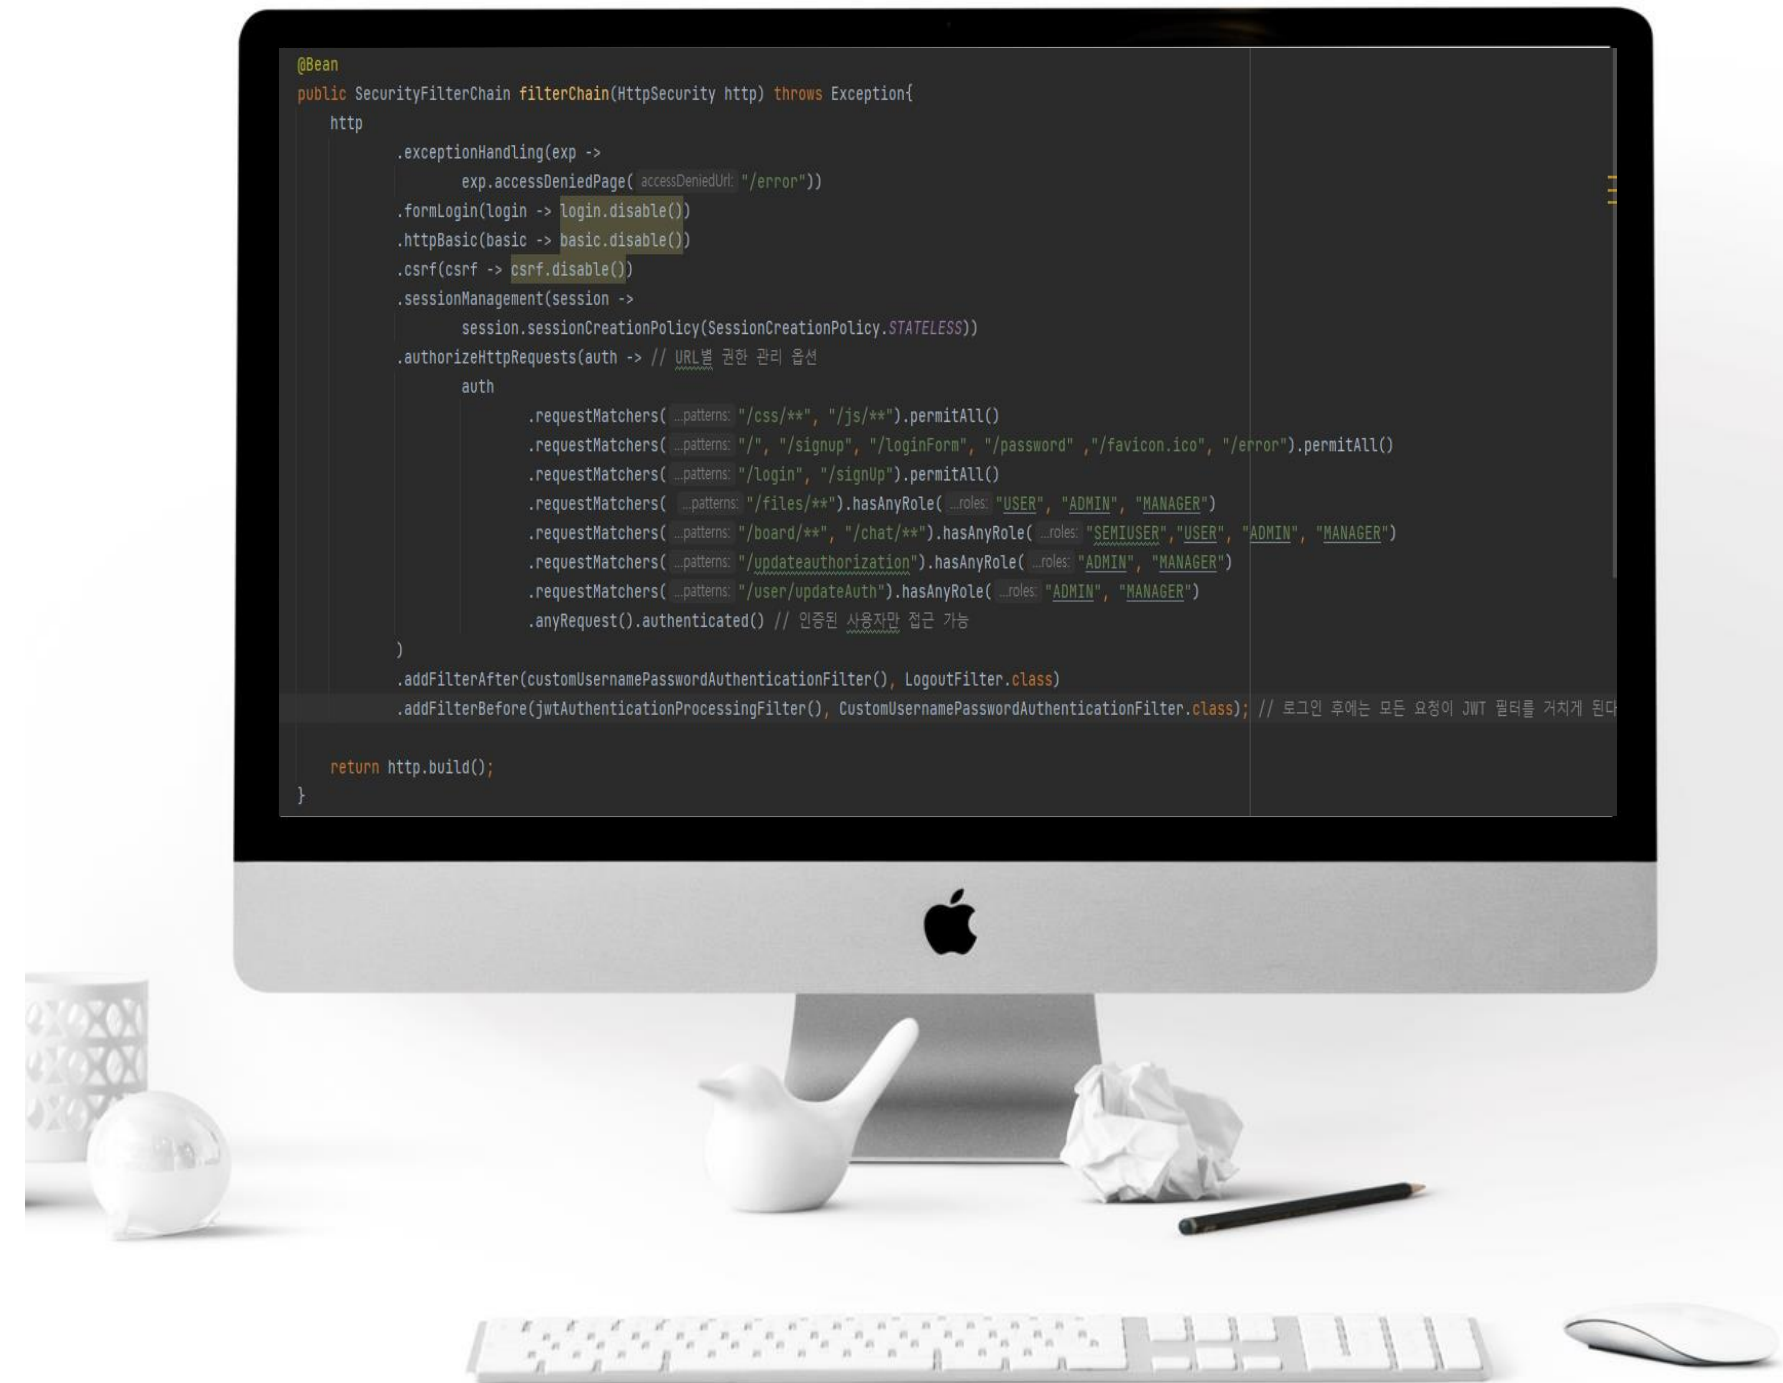 @Bean
public SecurityFilterChain filterChain(HttpSecurity http) throws Exception{
http
.exceptionHandling(exp ->
exp.accessDeniedPage( accessDeniedUrl: "/error"))
.formLogin(login -> login.disable())
.httpBasic(basic -> basic.disable())
.csrf(csrf -> csrf.disable())
.sessionManagement(session ->
session.sessionCreationPolicy(SessionCreationPolicy.STATELESS))
.authorizeHttpRequests(auth -> // URL별 권한 관리 옵션
auth
.requestMatchers( ...patterns: "/css/**", "/js/**").permitAll()
.requestMatchers( ...patterns: "/", "/signup", "/loginForm", "/password" ,"/favicon.ico", "/error").permitAll()
.requestMatchers( ...patterns: "/login", "/signUp").permitAll()
.requestMatchers( ...patterns: "/files/**").hasAnyRole( ...roles: "USER", "ADMIN", "MANAGER")
.requestMatchers( ...patterns: "/board/**", "/chat/**").hasAnyRole( ...roles: "SEMIUSER","USER", "ADMIN", "MANAGER")
.requestMatchers( ...patterns: "/updateauthorization").hasAnyRole( ...roles: "ADMIN", "MANAGER")
.requestMatchers( ...patterns: "/user/updateAuth").hasAnyRole( ...roles: "ADMIN", "MANAGER")
.anyRequest().authenticated() // 인증된 사용자만 접근 가능
)
.addFilterAfter(customUsernamePasswordAuthenticationFilter(), LogoutFilter.class)
.addFilterBefore(jwtAuthenticationProcessingFilter(), CustomUsernamePasswordAuthenticationFilter.class); // 로그인 후에는 모든 요청이 JWT 필터를 거치게 된다
return http.build();
}